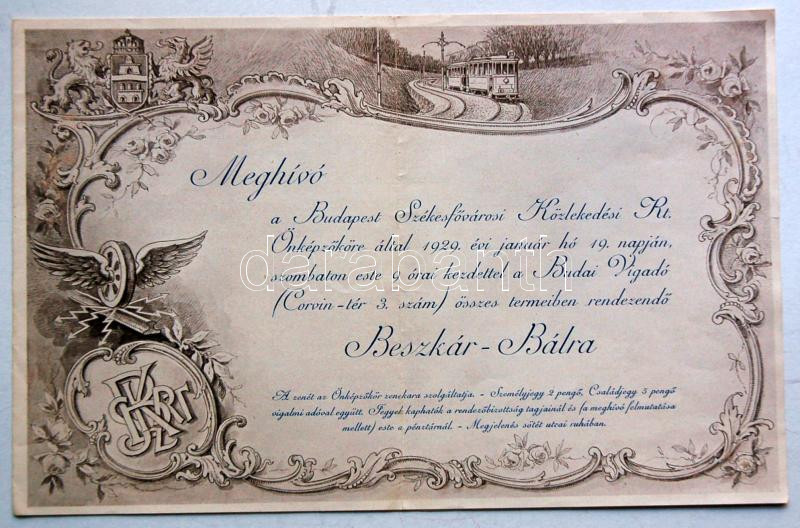 Meghívó
a Budapest Székesfővárosi Közlekedési Rt.
Önképzőköre által 1929. évi január hó 19. napján,
szombaton este 9 órai kezdettel a Budai Vigadó
(Corvin-tér 3. szám) összes termeiben rendezendő
Beszkár-Bálra
A zenét az Önképzőkör zenekara szolgáltatja. - Személyjegy 2 pengő, Családjegy 5 pengő
vigalmi adóval együtt. Jegyek kaphatók a rendezőbizottság tagjainál és (a meghívó felmutatása
mellett) este a pénztárnál. - Megjelenés sötét utcai ruhában.
darabanth